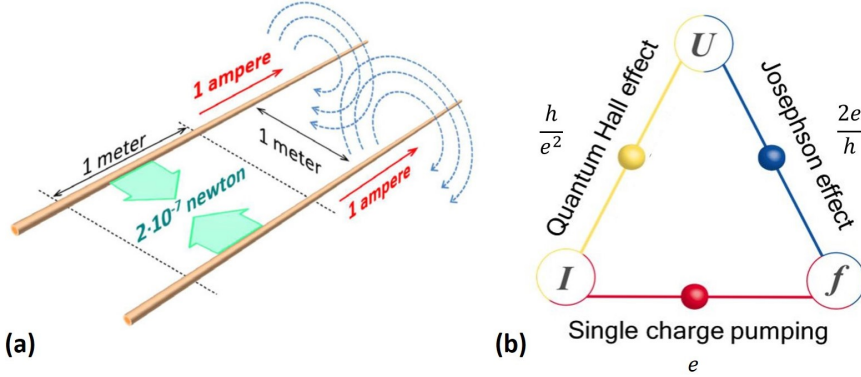 1 ampere
1 meter
1 meter
2·10⁻⁷ newton
1 ampere
(a)
U
Quantum Hall effect
h/e²
Josephson effect
2e/h
I
f
Single charge pumping
e
(b)